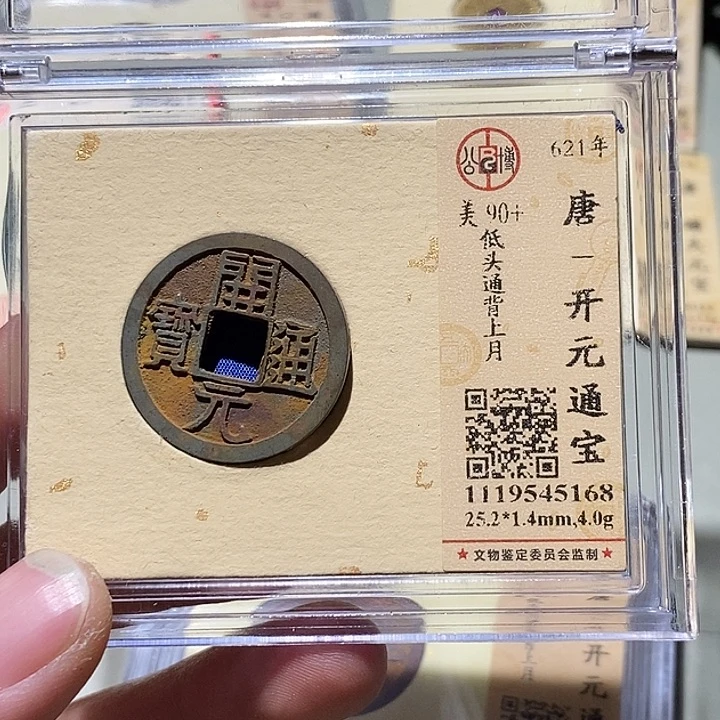 公博
621年
唐一开元通宝
美 90+
低头通背上月
1119545168
25.2*1.4mm,4.0g
★文物鉴定委员会监制★
開元通寶